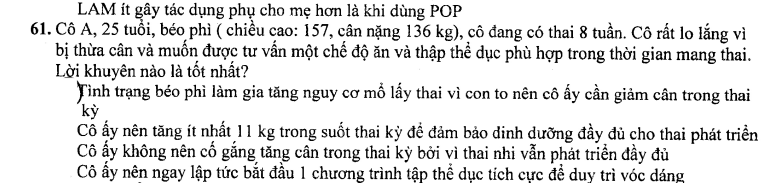 LAM ít gây tác dụng phụ cho mẹ hơn là khi dùng POP
61. Cô A, 25 tuổi, béo phì ( chiều cao: 157, cân nặng 136 kg), cô đang có thai 8 tuần. Cô rất lo lắng vì
bị thừa cân và muốn được tư vấn một chế độ ăn và thập thể dục phù hợp trong thời gian mang thai.
Lời khuyên nào là tốt nhất?
Tình trạng béo phì làm gia tăng nguy cơ mổ lấy thai vì con to nên cô ấy cần giảm cân trong thai
kỳ
Cô ấy nên tăng ít nhất 11 kg trong suốt thai kỳ để đảm bảo dinh dưỡng đầy đủ cho thai phát triển
Cô ấy không nên cố gắng tăng cân trong thai kỳ bởi vì thai nhi vẫn phát triển đầy đủ
Cô ấy nên ngay lập tức bắt đầu 1 chương trình tập thể dục tích cực để duy trì vóc dáng